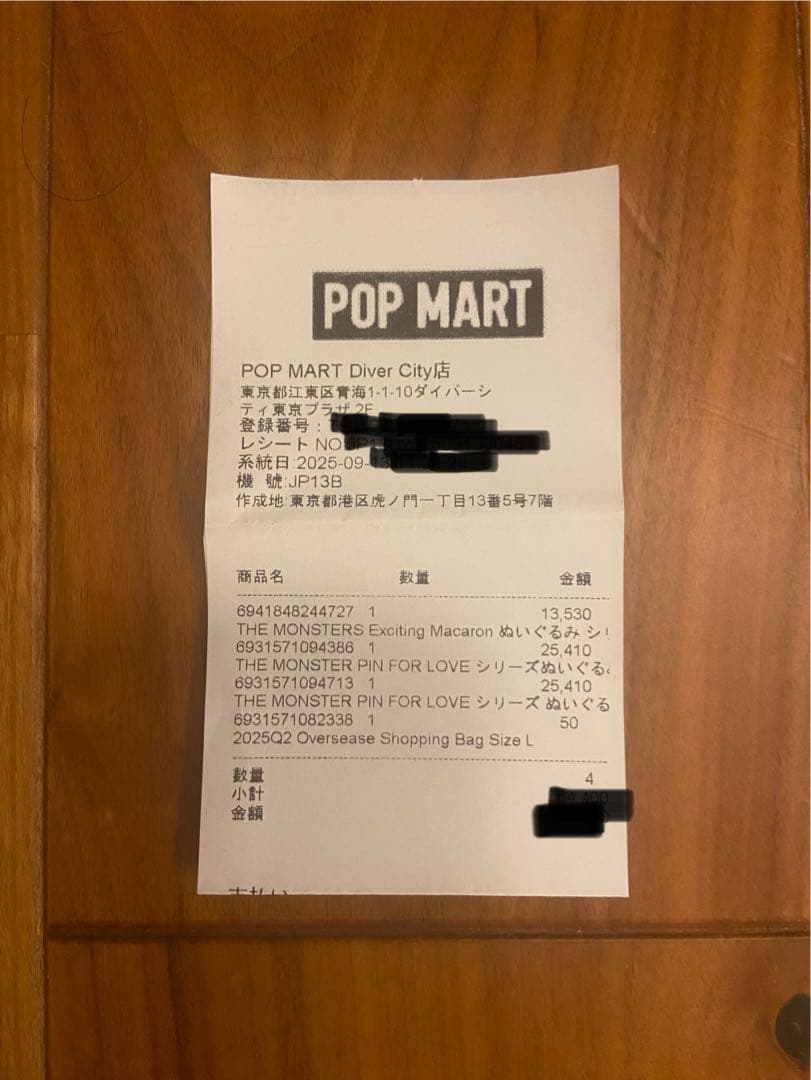 POP MART
POP MART Diver City店
東京都江東区青海1-1-10ダイバーシ
ティ東京プラザ 2F
登録番号：
レシート NO:JP1
系統日:2025-09-13
機 號:JP13B
作成地:東京都港区虎ノ門一丁目13番5号7階
商品名 數量 金額
6941848244727 1 13,530
THE MONSTERS Exciting Macaron ぬいぐるみ シリ
6931571094386 1 25,410
THE MONSTER PIN FOR LOVE シリーズぬいぐる
6931571094713 1 25,410
THE MONSTER PIN FOR LOVE シリーズ ぬいぐる
6931571082338 1 50
2025Q2 Oversease Shopping Bag Size L
數量 4
小計
金額